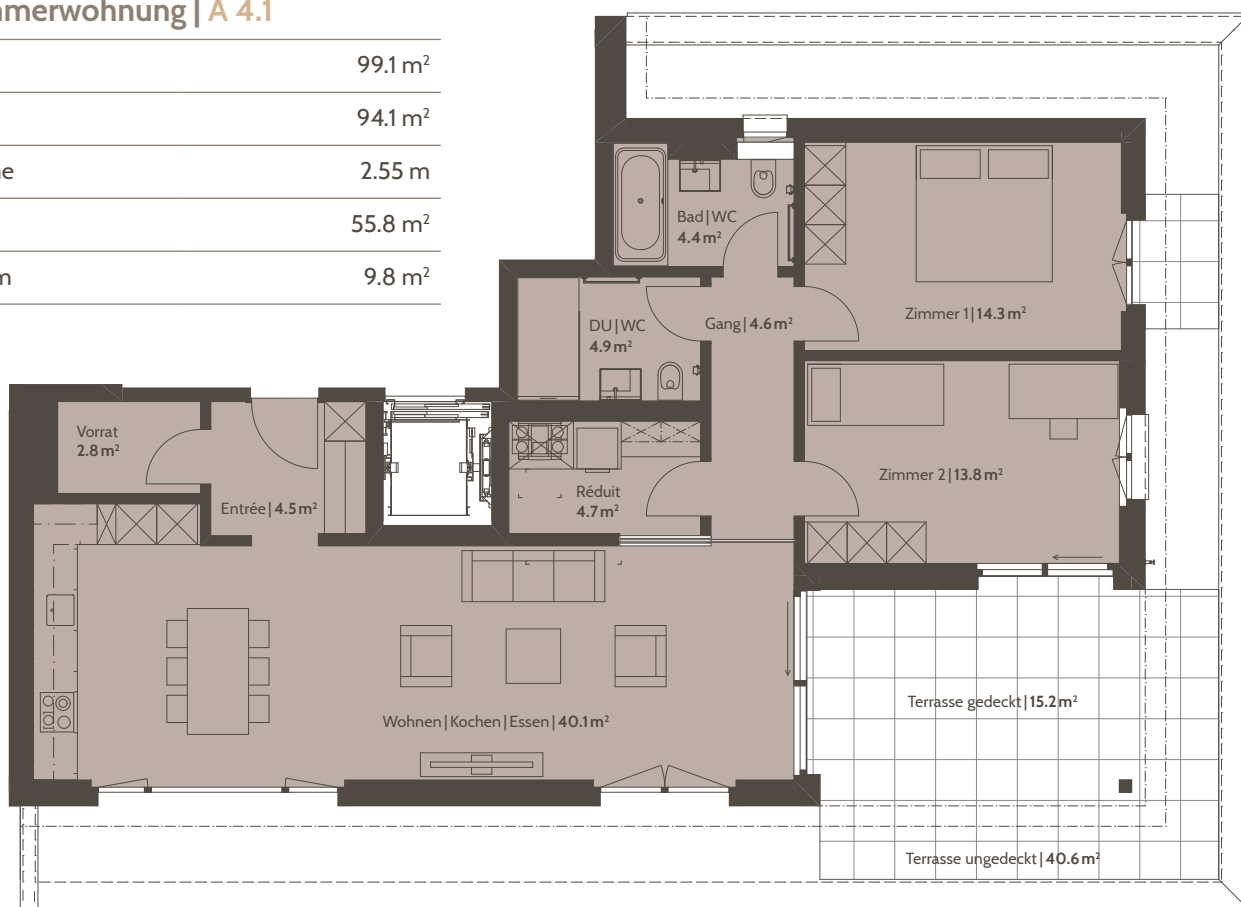 merwohnung | A 4.1
99.1 m²
94.1 m²
2.55 m
55.8 m²
9.8 m²
Bad | WC
4.4 m²
Zimmer 1 | 14.3 m²
DU | WC
4.9 m²
Gang | 4.6 m²
Vorrat
2.8 m²
Entrée | 4.5 m²
Réduit
4.7 m²
Zimmer 2 | 13.8 m²
Wohnen | Kochen | Essen | 40.1 m²
Terrasse gedeckt | 15.2 m²
Terrasse ungedeckt | 40.6 m²